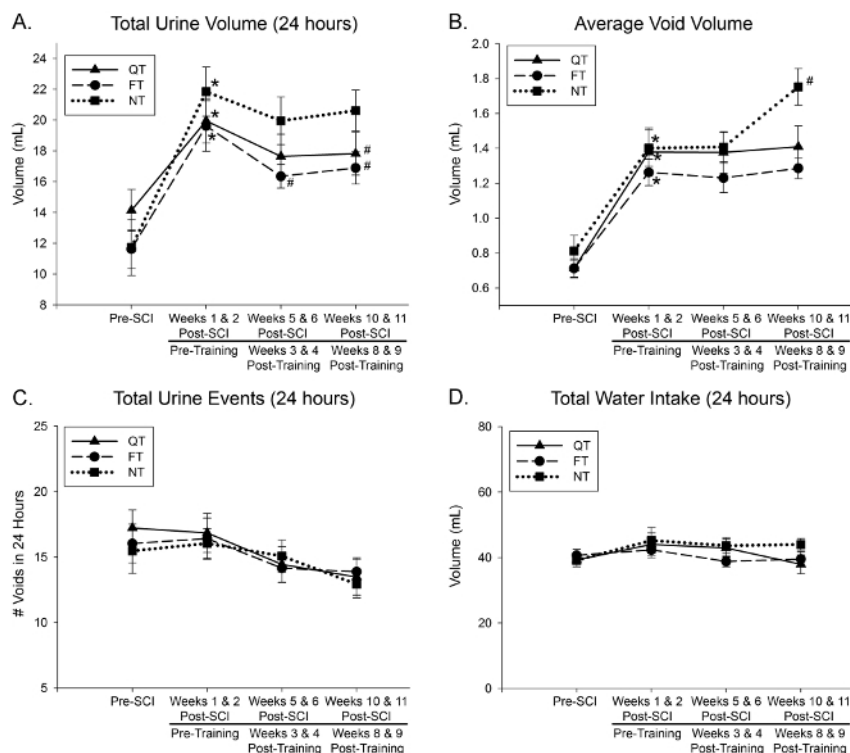 A. Total Urine Volume (24 hours)
QT
FT
NT
Volume (mL)
24
22
20
18
16
14
12
10
8
*
*
*
#
#
#
Pre-SCI
Weeks 1 & 2
Post-SCI
Pre-Training
Weeks 5 & 6
Post-SCI
Weeks 3 & 4
Post-Training
Weeks 10 & 11
Post-SCI
Weeks 8 & 9
Post-Training
B. Average Void Volume
QT
FT
NT
Volume (mL)
2.0
1.8
1.6
1.4
1.2
1.0
0.8
0.6
*
*
*
#
Pre-SCI
Weeks 1 & 2
Post-SCI
Pre-Training
Weeks 5 & 6
Post-SCI
Weeks 3 & 4
Post-Training
Weeks 10 & 11
Post-SCI
Weeks 8 & 9
Post-Training
C. Total Urine Events (24 hours)
QT
FT
NT
# Voids in 24 Hours
25
20
15
10
5
Pre-SCI
Weeks 1 & 2
Post-SCI
Pre-Training
Weeks 5 & 6
Post-SCI
Weeks 3 & 4
Post-Training
Weeks 10 & 11
Post-SCI
Weeks 8 & 9
Post-Training
D. Total Water Intake (24 hours)
QT
FT
NT
Volume (mL)
80
60
40
20
0
Pre-SCI
Weeks 1 & 2
Post-SCI
Pre-Training
Weeks 5 & 6
Post-SCI
Weeks 3 & 4
Post-Training
Weeks 10 & 11
Post-SCI
Weeks 8 & 9
Post-Training